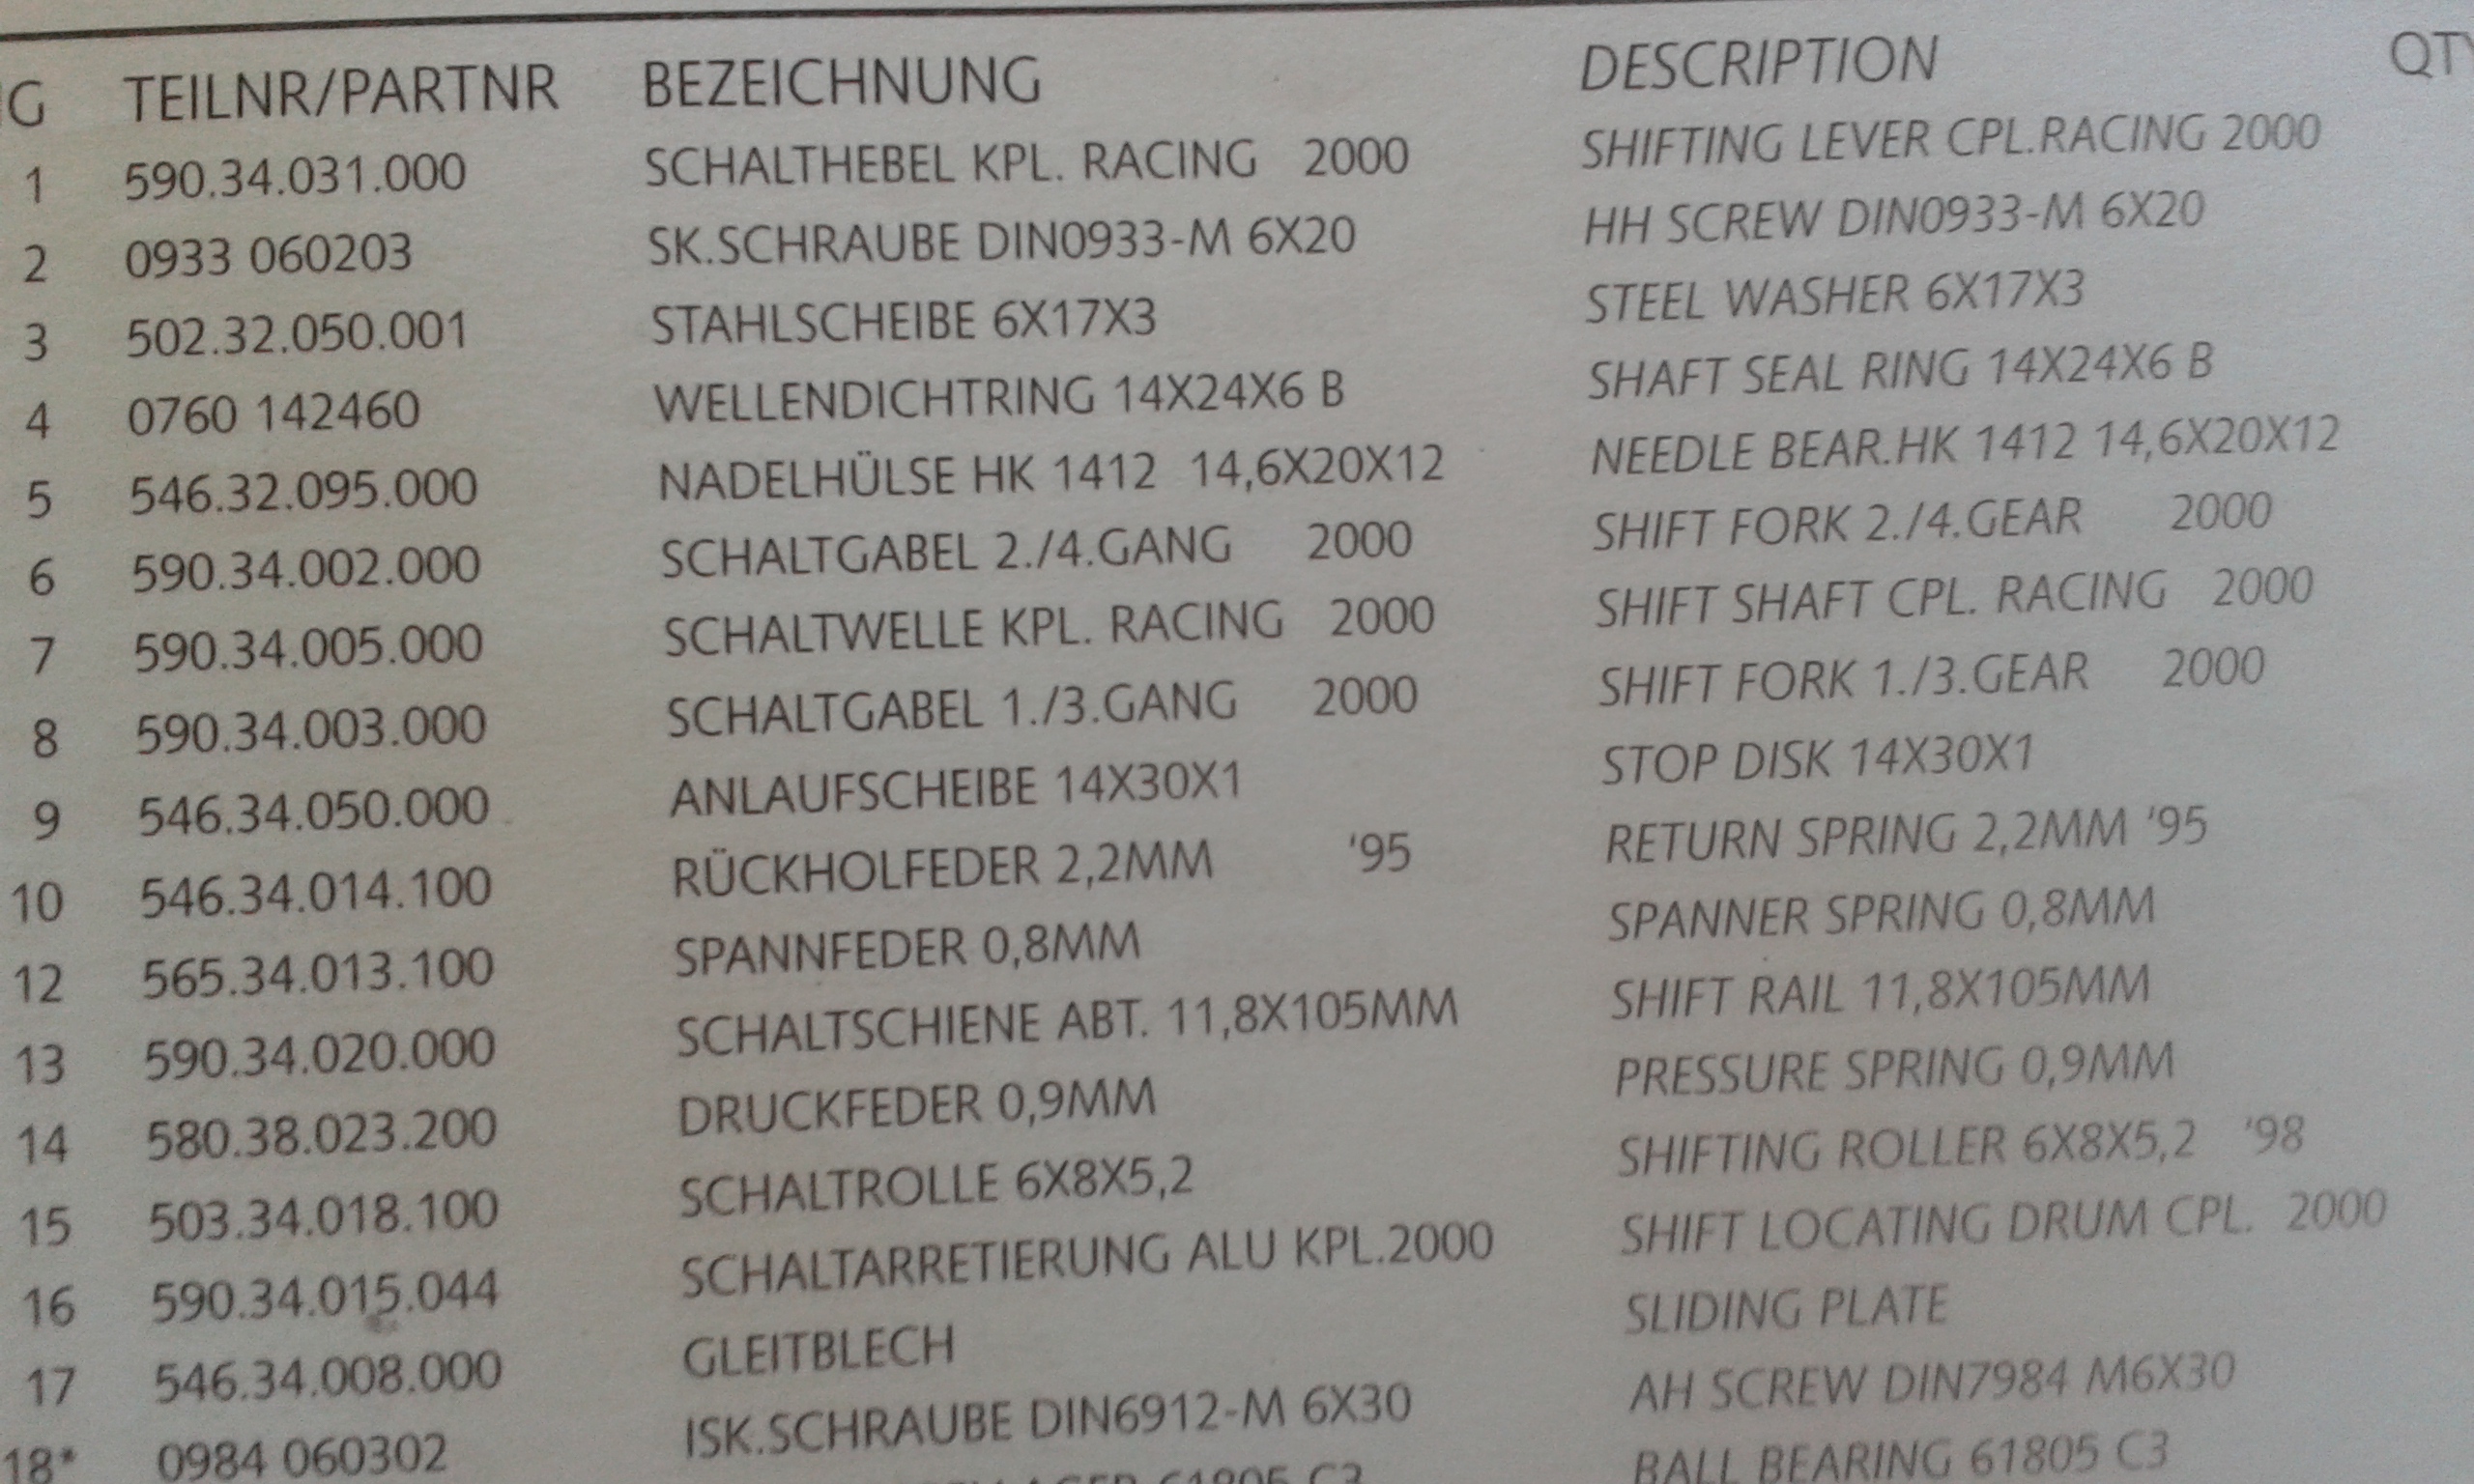 G TEILNR/PARTNR BEZEICHNUNG DESCRIPTION QTY
1 590.34.031.000 SCHALTHEBEL KPL. RACING 2000 SHIFTING LEVER CPL.RACING 2000
2 0933 060203 SK.SCHRAUBE DIN0933-M 6X20 HH SCREW DIN0933-M 6X20
3 502.32.050.001 STAHLSCHEIBE 6X17X3 STEEL WASHER 6X17X3
4 0760 142460 WELLENDICHTRING 14X24X6 B SHAFT SEAL RING 14X24X6 B
5 546.32.095.000 NADELHÜLSE HK 1412 14,6X20X12 NEEDLE BEAR.HK 1412 14,6X20X12
6 590.34.002.000 SCHALTGABEL 2./4.GANG 2000 SHIFT FORK 2./4.GEAR 2000
7 590.34.005.000 SCHALTWELLE KPL. RACING 2000 SHIFT SHAFT CPL. RACING 2000
8 590.34.003.000 SCHALTGABEL 1./3.GANG 2000 SHIFT FORK 1./3.GEAR 2000
9 546.34.050.000 ANLAUFSCHEIBE 14X30X1 STOP DISK 14X30X1
10 546.34.014.100 RÜCKHOLFEDER 2,2MM '95 RETURN SPRING 2,2MM '95
12 565.34.013.100 SPANNFEDER 0,8MM SPANNER SPRING 0,8MM
13 590.34.020.000 SCHALTSCHIENE ABT. 11,8X105MM SHIFT RAIL 11,8X105MM
14 580.38.023.200 DRUCKFEDER 0,9MM PRESSURE SPRING 0,9MM
15 503.34.018.100 SCHALTROLLE 6X8X5,2 SHIFTING ROLLER 6X8X5,2 '98
16 590.34.015.044 SCHALTARRETIERUNG ALU KPL.2000 SHIFT LOCATING DRUM CPL. 2000
17 546.34.008.000 GLEITBLECH SLIDING PLATE
18* 0984 060302 ISK.SCHRAUBE DIN6912-M 6X30 AH SCREW DIN7984 M6X30
61805 C3 BALL BEARING 61805 C3